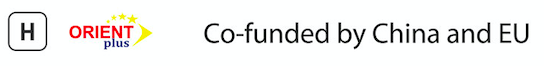 H
ORIENT
plus
Co-funded by China and EU